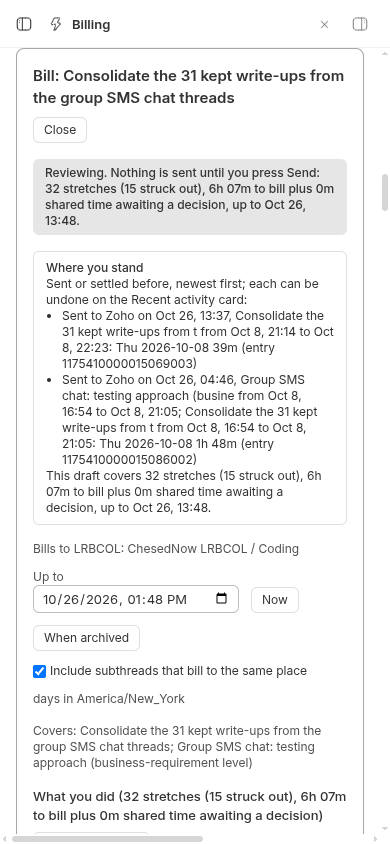 Billing
Bill: Consolidate the 31 kept write-ups from
the group SMS chat threads
Close
Reviewing. Nothing is sent until you press Send:
32 stretches (15 struck out), 6h 07m to bill plus 0m
shared time awaiting a decision, up to Oct 26,
13:48.
Where you stand
Sent or settled before, newest first; each can be
undone on the Recent activity card:
• Sent to Zoho on Oct 26, 13:37, Consolidate the
31 kept write-ups from t from Oct 8, 21:14 to Oct
8, 22:23: Thu 2026-10-08 39m (entry
1175410000015069003)
• Sent to Zoho on Oct 26, 04:46, Group SMS
chat: testing approach (busine from Oct 8,
16:54 to Oct 8, 21:05; Consolidate the 31 kept
write-ups from t from Oct 8, 16:54 to Oct 8,
21:05: Thu 2026-10-08 1h 48m (entry
1175410000015086002)
This draft covers 32 stretches (15 struck out), 6h
07m to bill plus 0m shared time awaiting a
decision, up to Oct 26, 13:48.
Bills to LRBCOL: ChesedNow LRBCOL / Coding
Up to
10/26/2026, 01:48 PM
Now
When archived
Include subthreads that bill to the same place
days in America/New_York
Covers: Consolidate the 31 kept write-ups from the
group SMS chat threads; Group SMS chat: testing
approach (business-requirement level)
What you did (32 stretches (15 struck out), 6h 07m
to bill plus 0m shared time awaiting a decision)